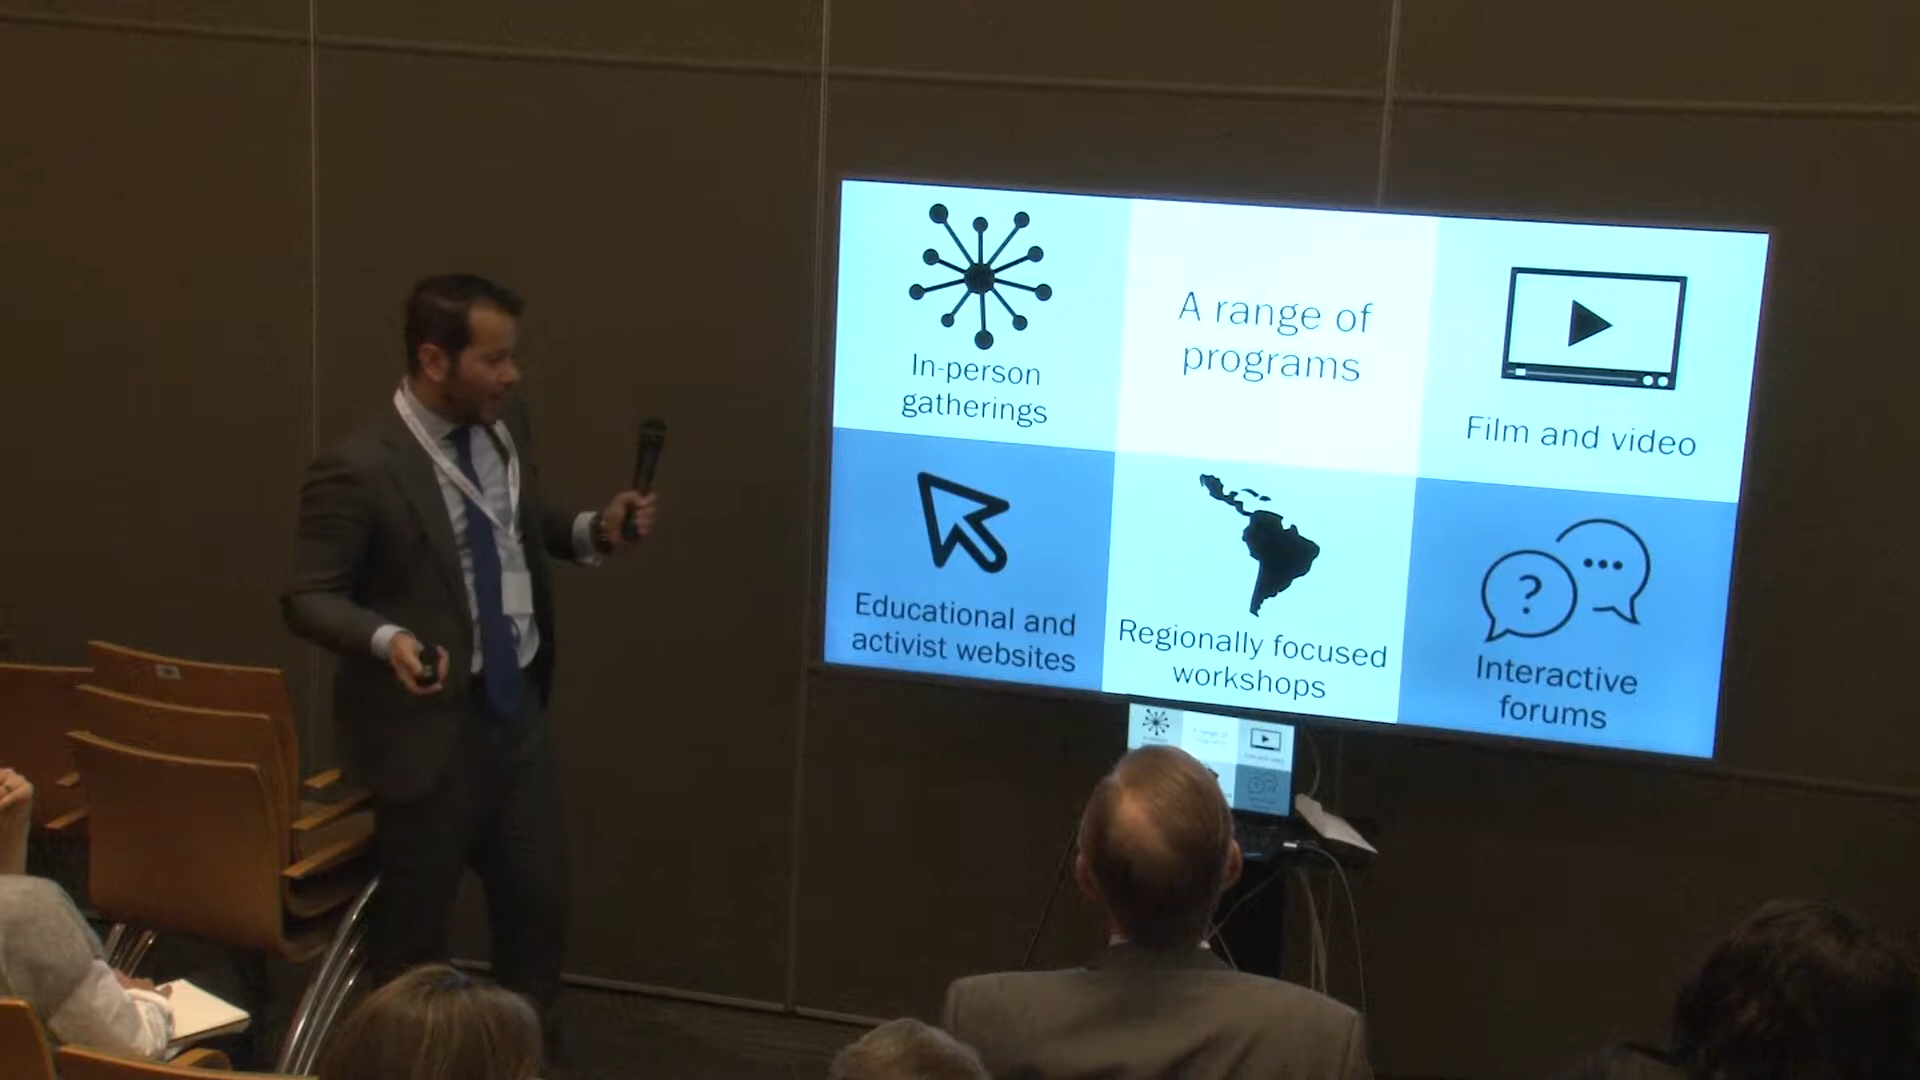 In-person
gatherings
A range of
programs
Film and video
Educational and
activist websites
Regionally focused
workshops
?
Interactive
forums